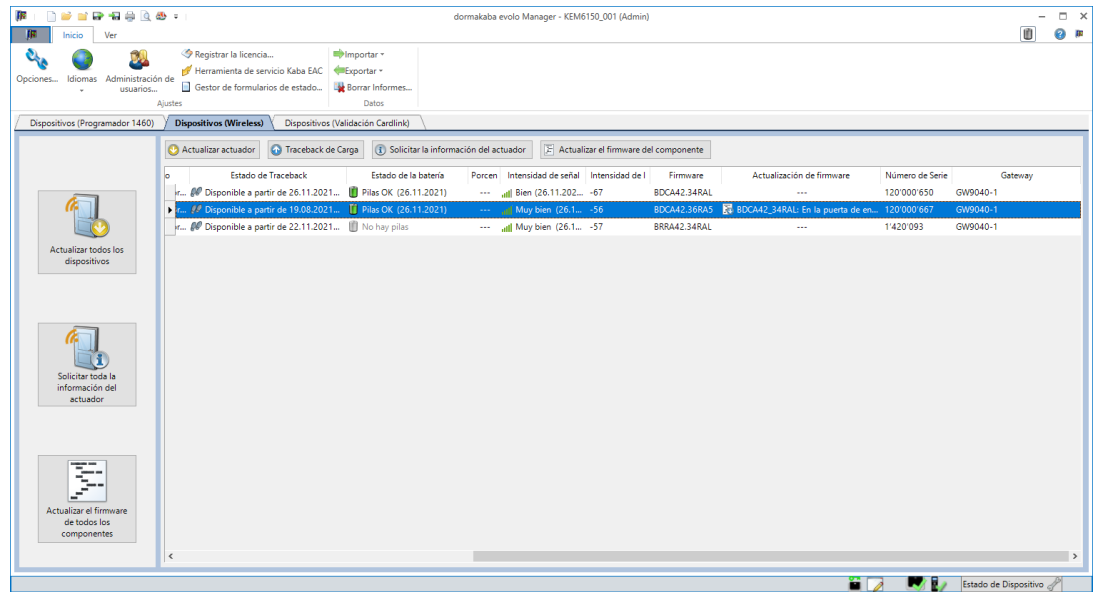 dormakaba evolo Manager - KEM6150_001 (Admin)
Inicio Ver
Opciones...
Idiomas
Administración de usuarios...
Registrar la licencia...
Herramienta de servicio Kaba EAC
Gestor de formularios de estado...
Ajustes
Importar
Exportar
Borrar Informes...
Datos
Dispositivos (Programador 1460) Dispositivos (Wireless) Dispositivos (Validación Cardlink)
Actualizar actuador Traceback de Carga Solicitar la información del actuador Actualizar el firmware del componente
Actualizar todos los
dispositivos
Solicitar toda la
información del
actuador
Actualizar el firmware
de todos los
componentes
o Estado de Traceback Estado de la batería Porcen Intensidad de señal Intensidad de l Firmware Actualización de firmware Número de Serie Gateway
r... Disponible a partir de 26.11.2021... Pilas OK (26.11.2021) --- Bien (26.11.202... -67 BDCA42.34RAL --- 120'000'650 GW9040-1
r... Disponible a partir de 19.08.2021... Pilas OK (26.11.2021) --- Muy bien (26.1... -56 BDCA42.36RA5 BDCA42_34RAL: En la puerta de en... 120'000'667 GW9040-1
r... Disponible a partir de 22.11.2021... No hay pilas --- Muy bien (26.1... -57 BRRA42.34RAL --- 1'420'093 GW9040-1
Estado de Dispositivo